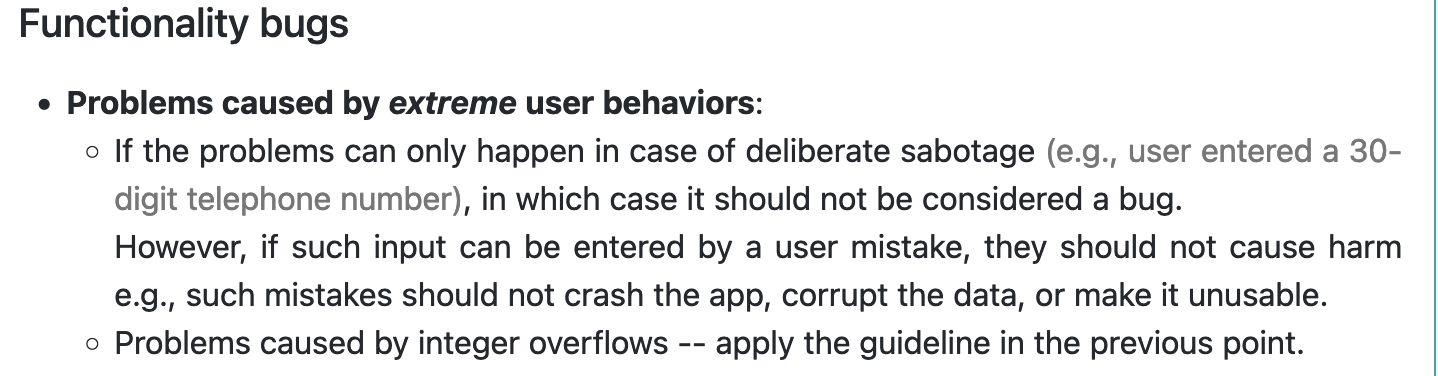 Functionality bugs
• Problems caused by extreme user behaviors:
○ If the problems can only happen in case of deliberate sabotage (e.g., user entered a 30-
digit telephone number), in which case it should not be considered a bug.
However, if such input can be entered by a user mistake, they should not cause harm
e.g., such mistakes should not crash the app, corrupt the data, or make it unusable.
○ Problems caused by integer overflows -- apply the guideline in the previous point.